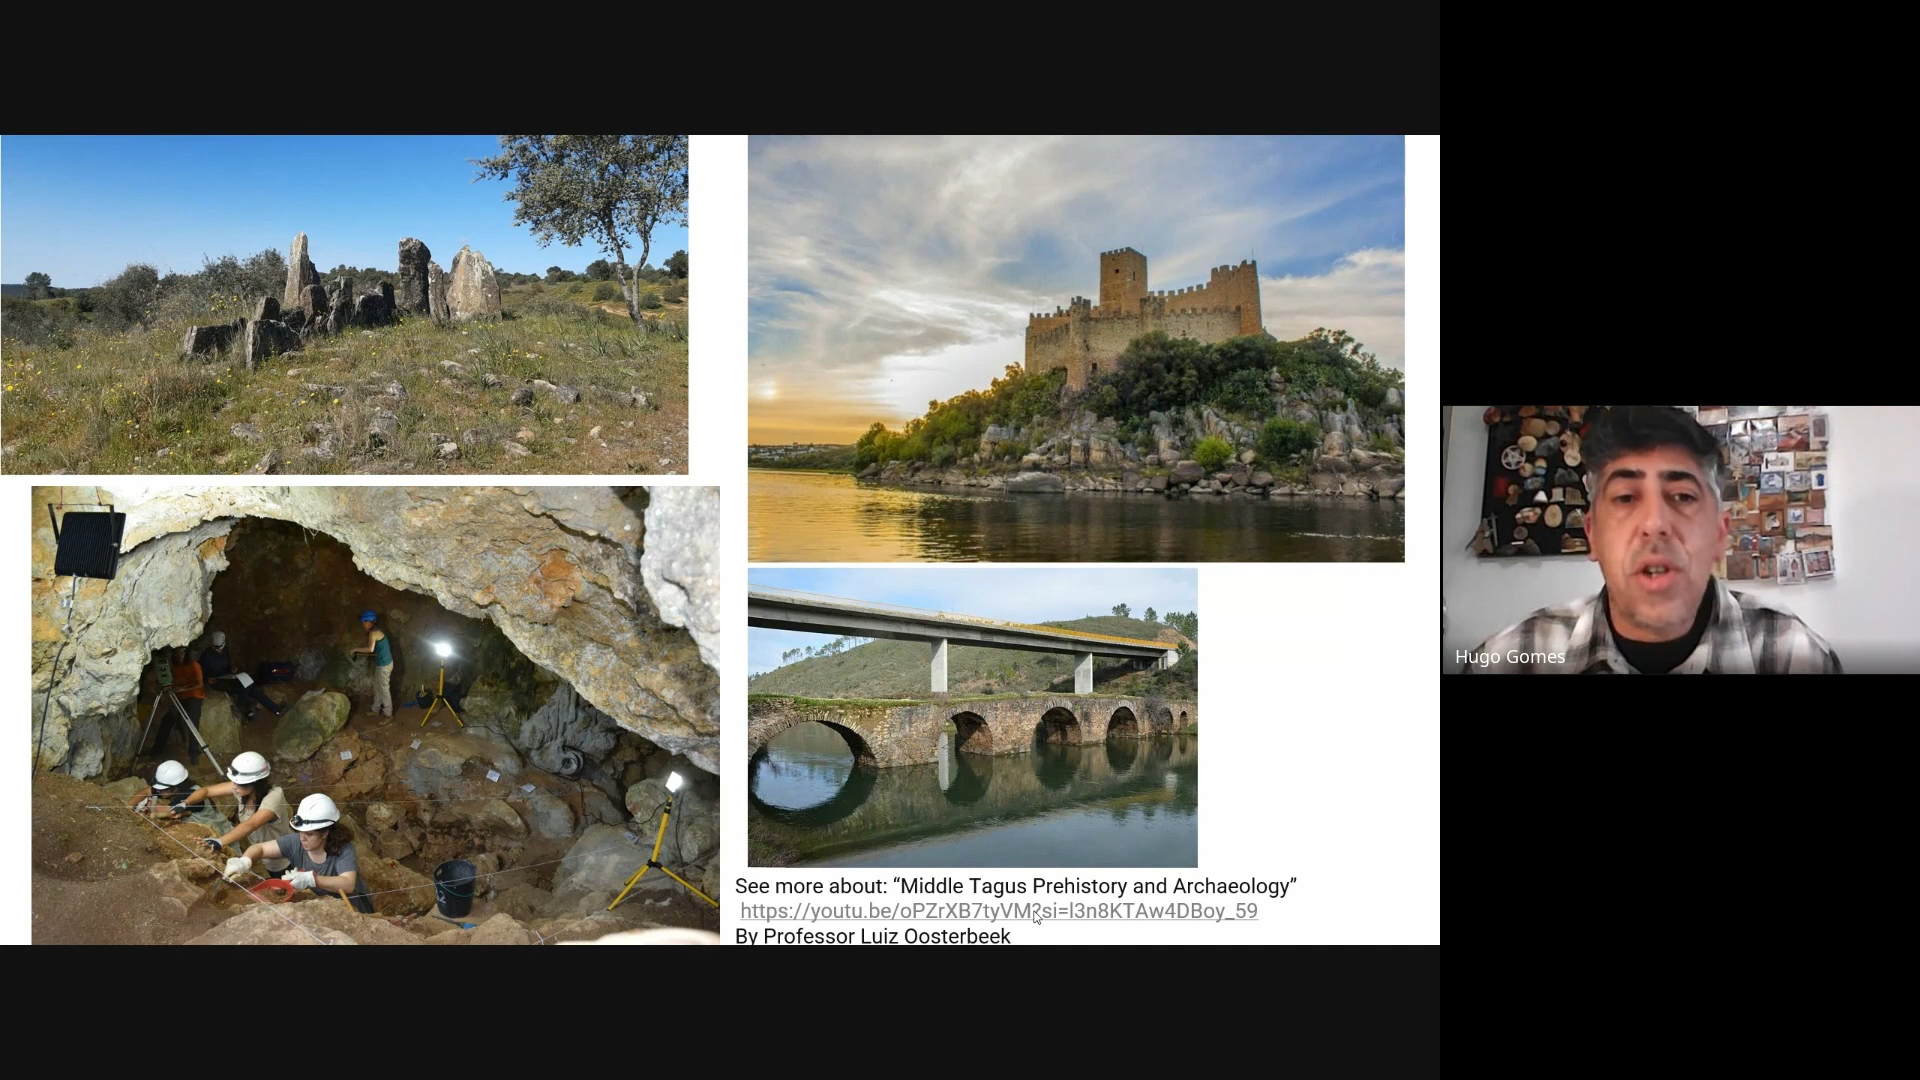 See more about: “Middle Tagus Prehistory and Archaeology”
https://youtu.be/oPZrXB7tyVM?si=l3n8KTAw4DBoy_59
By Professor Luiz Oosterbeek
Hugo Gomes